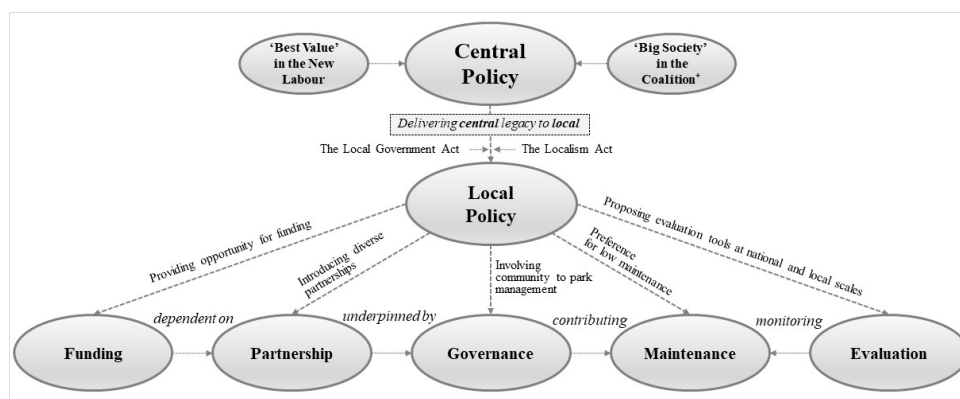 'Best Value'
in the New
Labour
Central
Policy
'Big Society'
in the
Coalition⁺
Delivering central legacy to local
The Local Government Act
The Localism Act
Local
Policy
Providing opportunity for funding
Introducing diverse
partnerships
Involving
community to park
management
Preference
for low maintenance
Proposing evaluation tools at national and local scales
dependent on
underpinned by
contributing
monitoring
Funding
Partnership
Governance
Maintenance
Evaluation